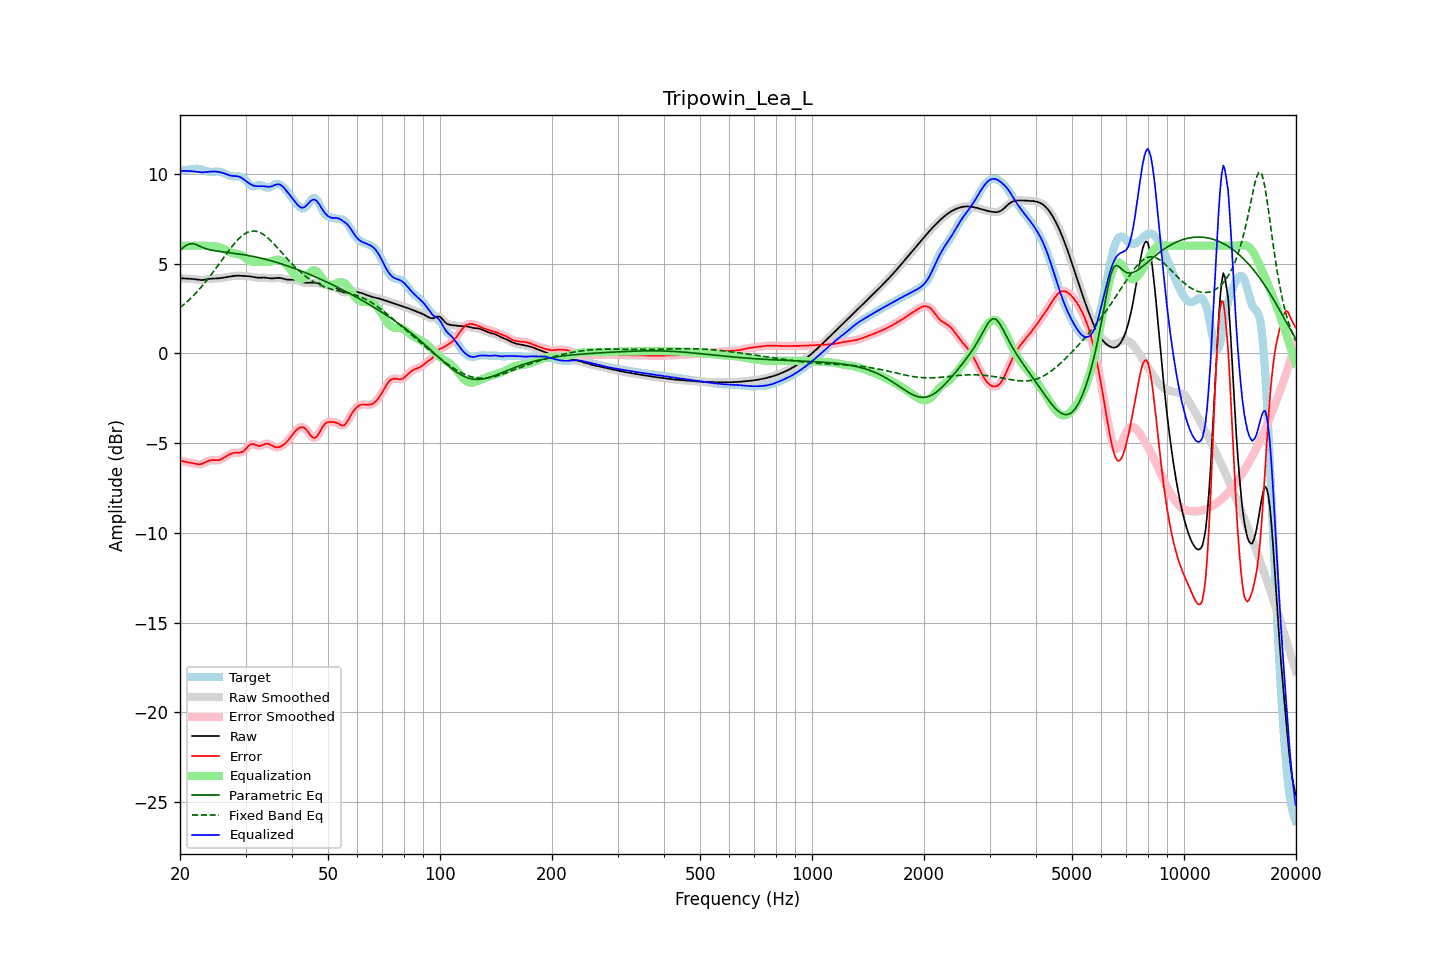 Tripowin_Lea_L
Amplitude (dBr)
10
5
0
−5
−10
−15
−20
−25
Target
Raw Smoothed
Error Smoothed
Raw
Error
Equalization
Parametric Eq
Fixed Band Eq
Equalized
20 50 100 200 500 1000 2000 5000 10000 20000
Frequency (Hz)